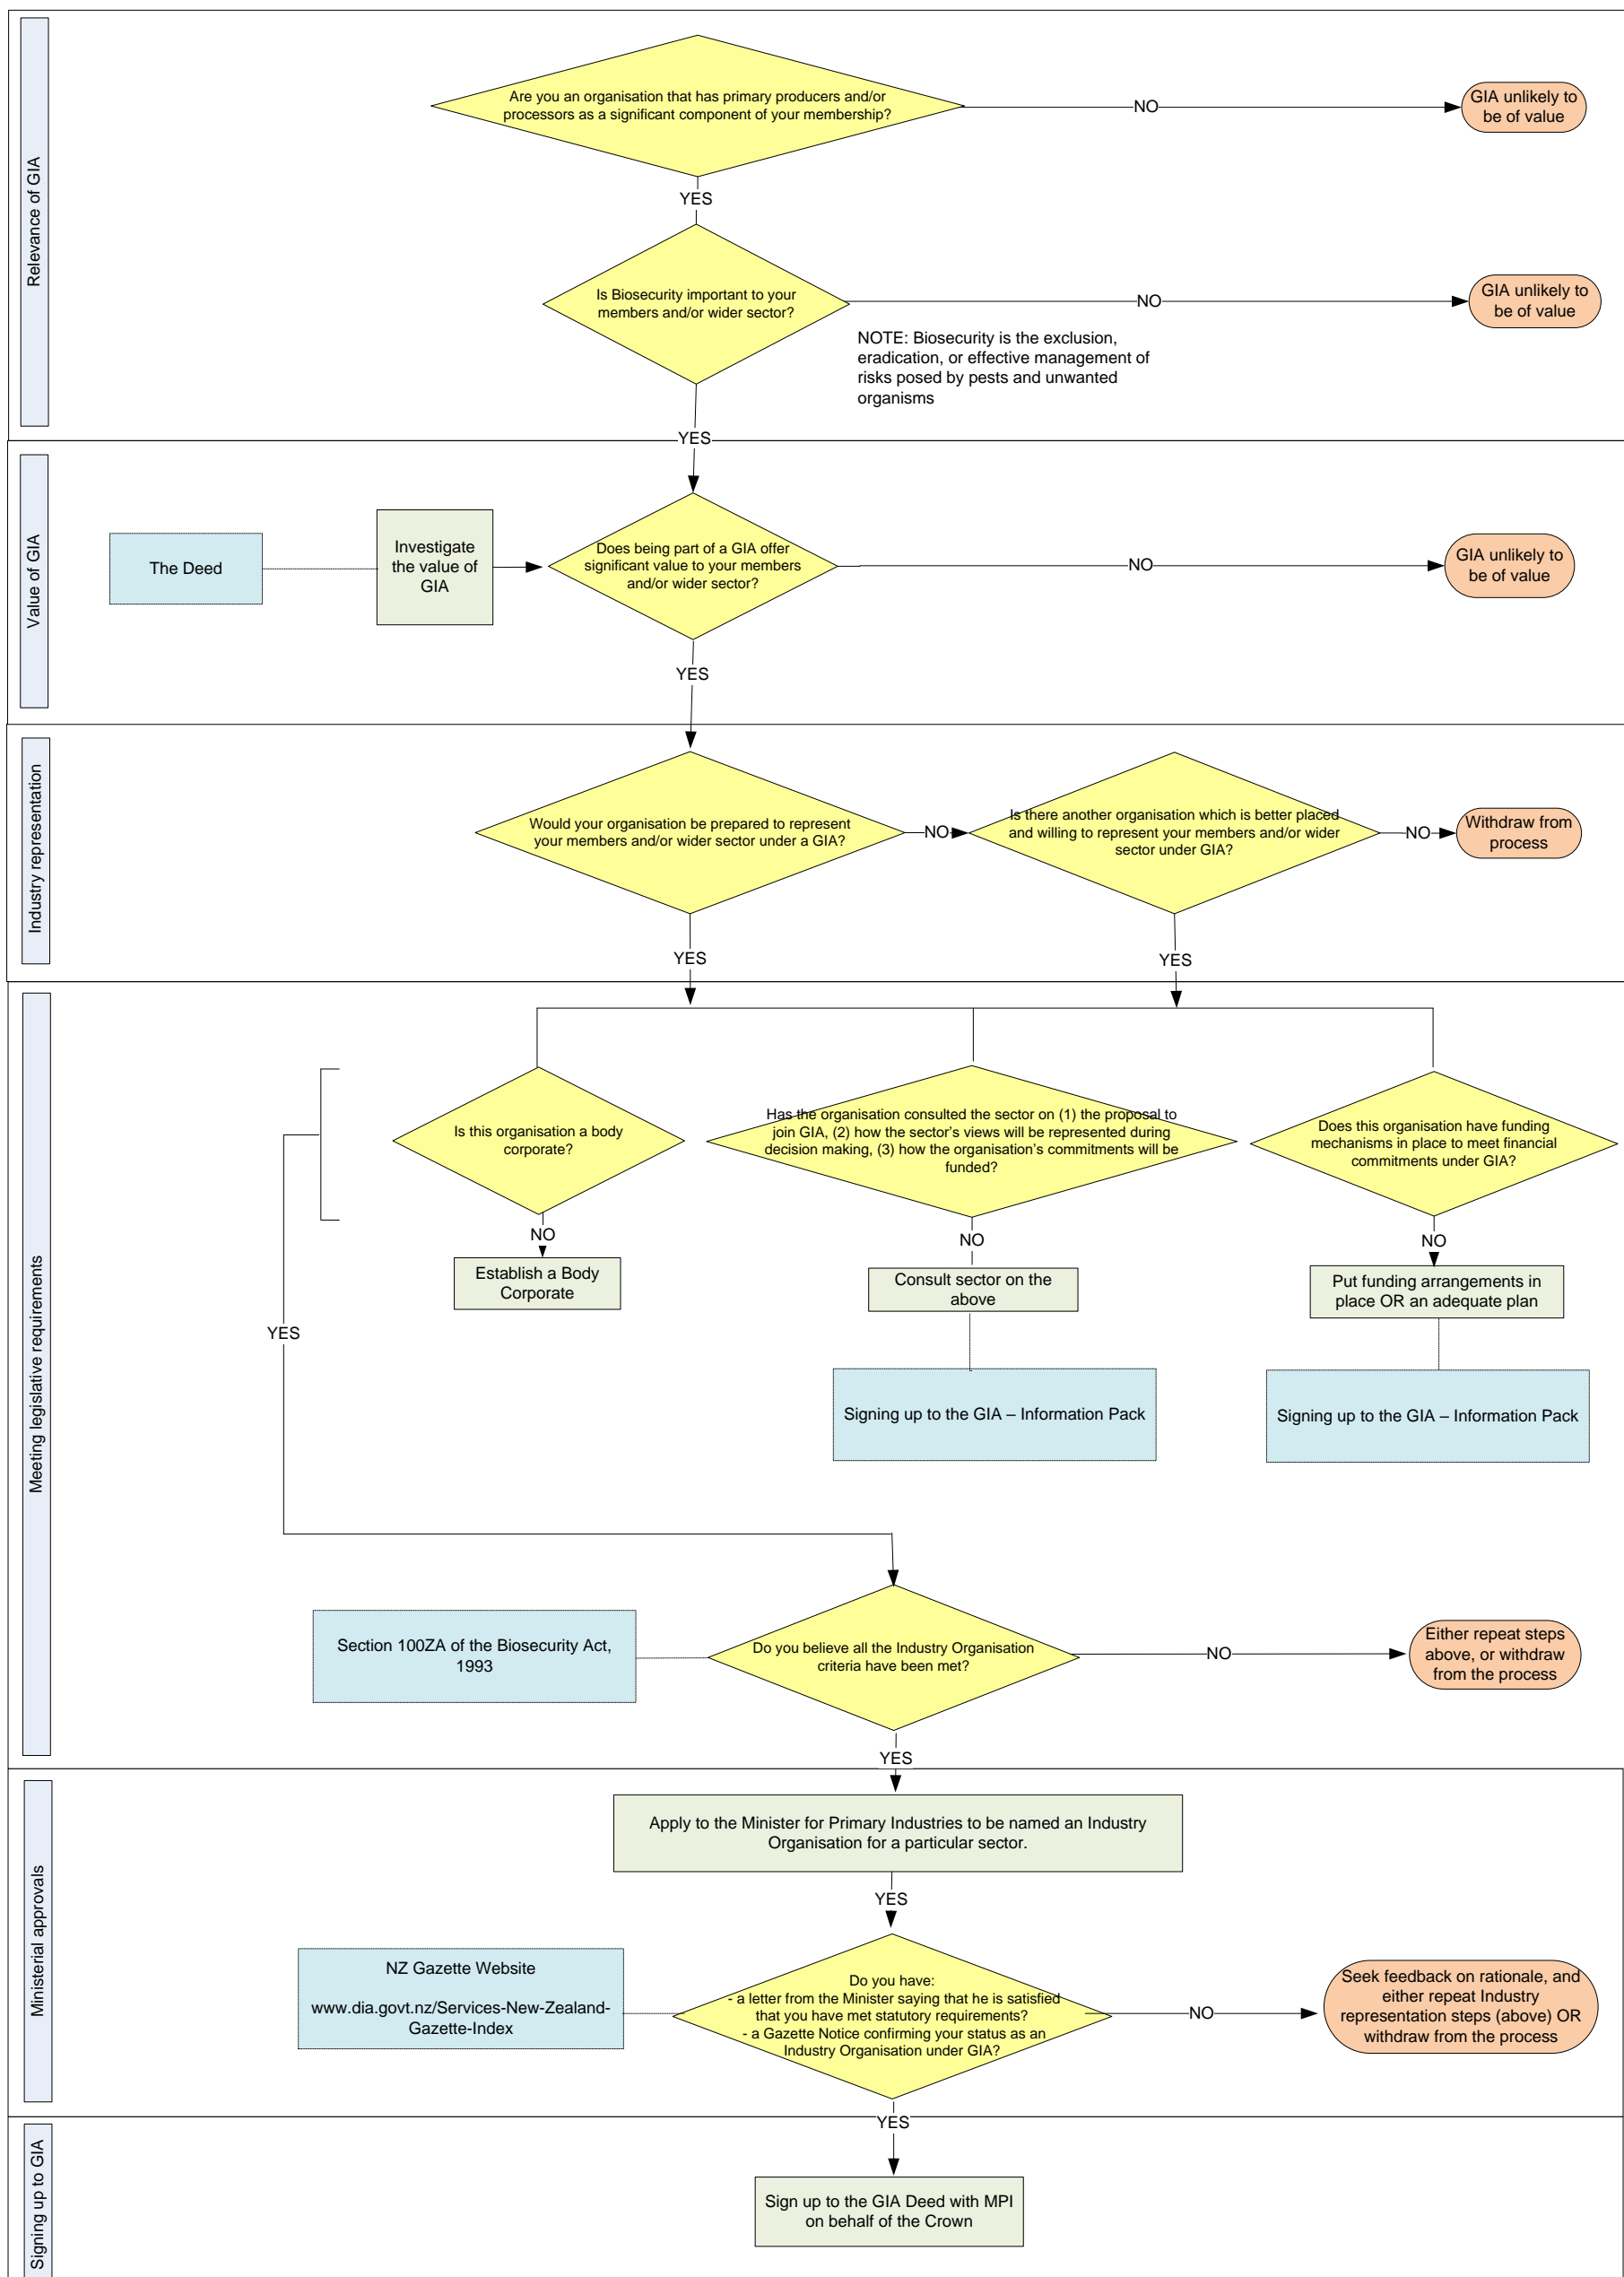 Relevance of GIA
Are you an organisation that has primary producers and/or
processors as a significant component of your membership?
NO
GIA unlikely to
be of value
YES
Is Biosecurity important to your
members and/or wider sector?
NO
GIA unlikely to
be of value
NOTE: Biosecurity is the exclusion,
eradication, or effective management of
risks posed by pests and unwanted
organisms
YES
Value of GIA
The Deed
Investigate
the value of
GIA
Does being part of a GIA offer
significant value to your members
and/or wider sector?
NO
GIA unlikely to
be of value
YES
Industry representation
Would your organisation be prepared to represent
your members and/or wider sector under a GIA?
NO
Is there another organisation which is better placed
and willing to represent your members and/or wider
sector under GIA?
NO
Withdraw from
process
YES
YES
Meeting legislative requirements
Is this organisation a body
corporate?
Has the organisation consulted the sector on (1) the proposal to
join GIA, (2) how the sector's views will be represented during
decision making, (3) how the organisation's commitments will be
funded?
Does this organisation have funding
mechanisms in place to meet financial
commitments under GIA?
NO
NO
NO
Establish a Body
Corporate
Consult sector on the
above
Put funding arrangements in
place OR an adequate plan
YES
Signing up to the GIA – Information Pack
Signing up to the GIA – Information Pack
Section 100ZA of the Biosecurity Act,
1993
Do you believe all the Industry Organisation
criteria have been met?
NO
Either repeat steps
above, or withdraw
from the process
YES
Ministerial approvals
Apply to the Minister for Primary Industries to be named an Industry
Organisation for a particular sector.
YES
NZ Gazette Website
www.dia.govt.nz/Services-New-Zealand-
Gazette-Index
Do you have:
- a letter from the Minister saying that he is satisfied
that you have met statutory requirements?
- a Gazette Notice confirming your status as an
Industry Organisation under GIA?
NO
Seek feedback on rationale, and
either repeat Industry
representation steps (above) OR
withdraw from the process
YES
Signing up to GIA
Sign up to the GIA Deed with MPI
on behalf of the Crown